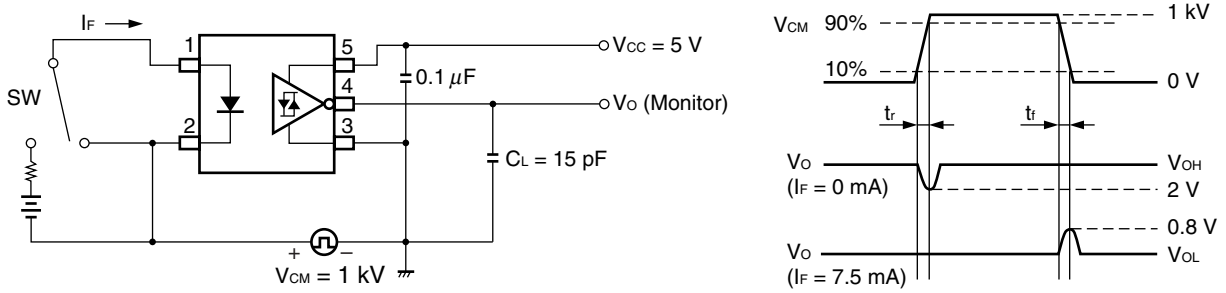 IF
1
5
VCC = 5 V
0.1 μF
SW
4
VO (Monitor)
2
3
CL = 15 pF
+
−
VCM = 1 kV
VCM
90%
1 kV
10%
0 V
tr
tf
VO
(IF = 0 mA)
VOH
2 V
0.8 V
VO
(IF = 7.5 mA)
VOL